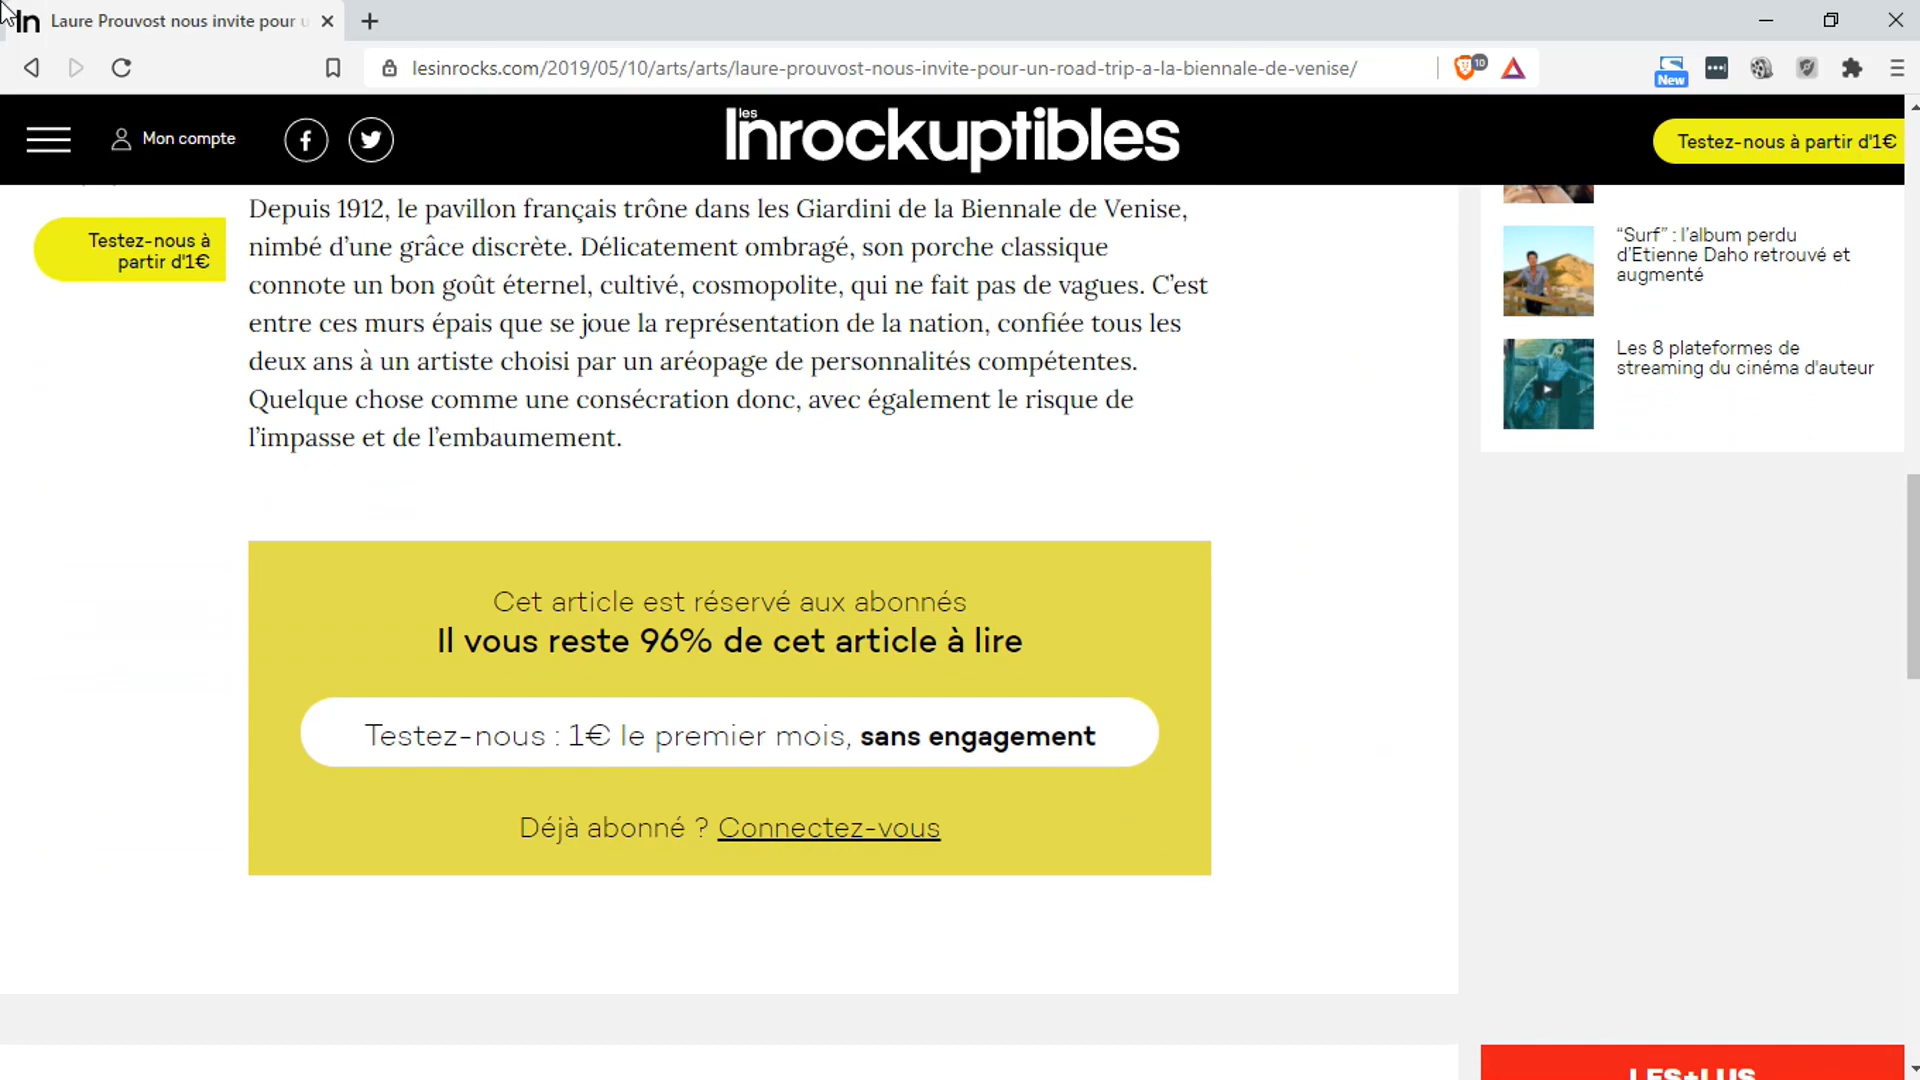 Laure Prouvost nous invite pour u
lesinrocks.com/2019/05/10/arts/arts/laure-prouvost-nous-invite-pour-un-road-trip-a-la-biennale-de-venise/
10
New
Mon compte
les Inrockuptibles
Testez-nous à partir d'1€
Testez-nous à
partir d'1€
Depuis 1912, le pavillon français trône dans les Giardini de la Biennale de Venise,
nimbé d’une grâce discrète. Délicatement ombragé, son porche classique
connote un bon goût éternel, cultivé, cosmopolite, qui ne fait pas de vagues. C’est
entre ces murs épais que se joue la représentation de la nation, confiée tous les
deux ans à un artiste choisi par un aréopage de personnalités compétentes.
Quelque chose comme une consécration donc, avec également le risque de
l’impasse et de l’embaumement.
“Surf” : l’album perdu
d’Etienne Daho retrouvé et
augmenté
Les 8 plateformes de
streaming du cinéma d'auteur
Cet article est réservé aux abonnés
Il vous reste 96% de cet article à lire
Testez-nous : 1€ le premier mois, sans engagement
Déjà abonné ? Connectez-vous
LES+LUS